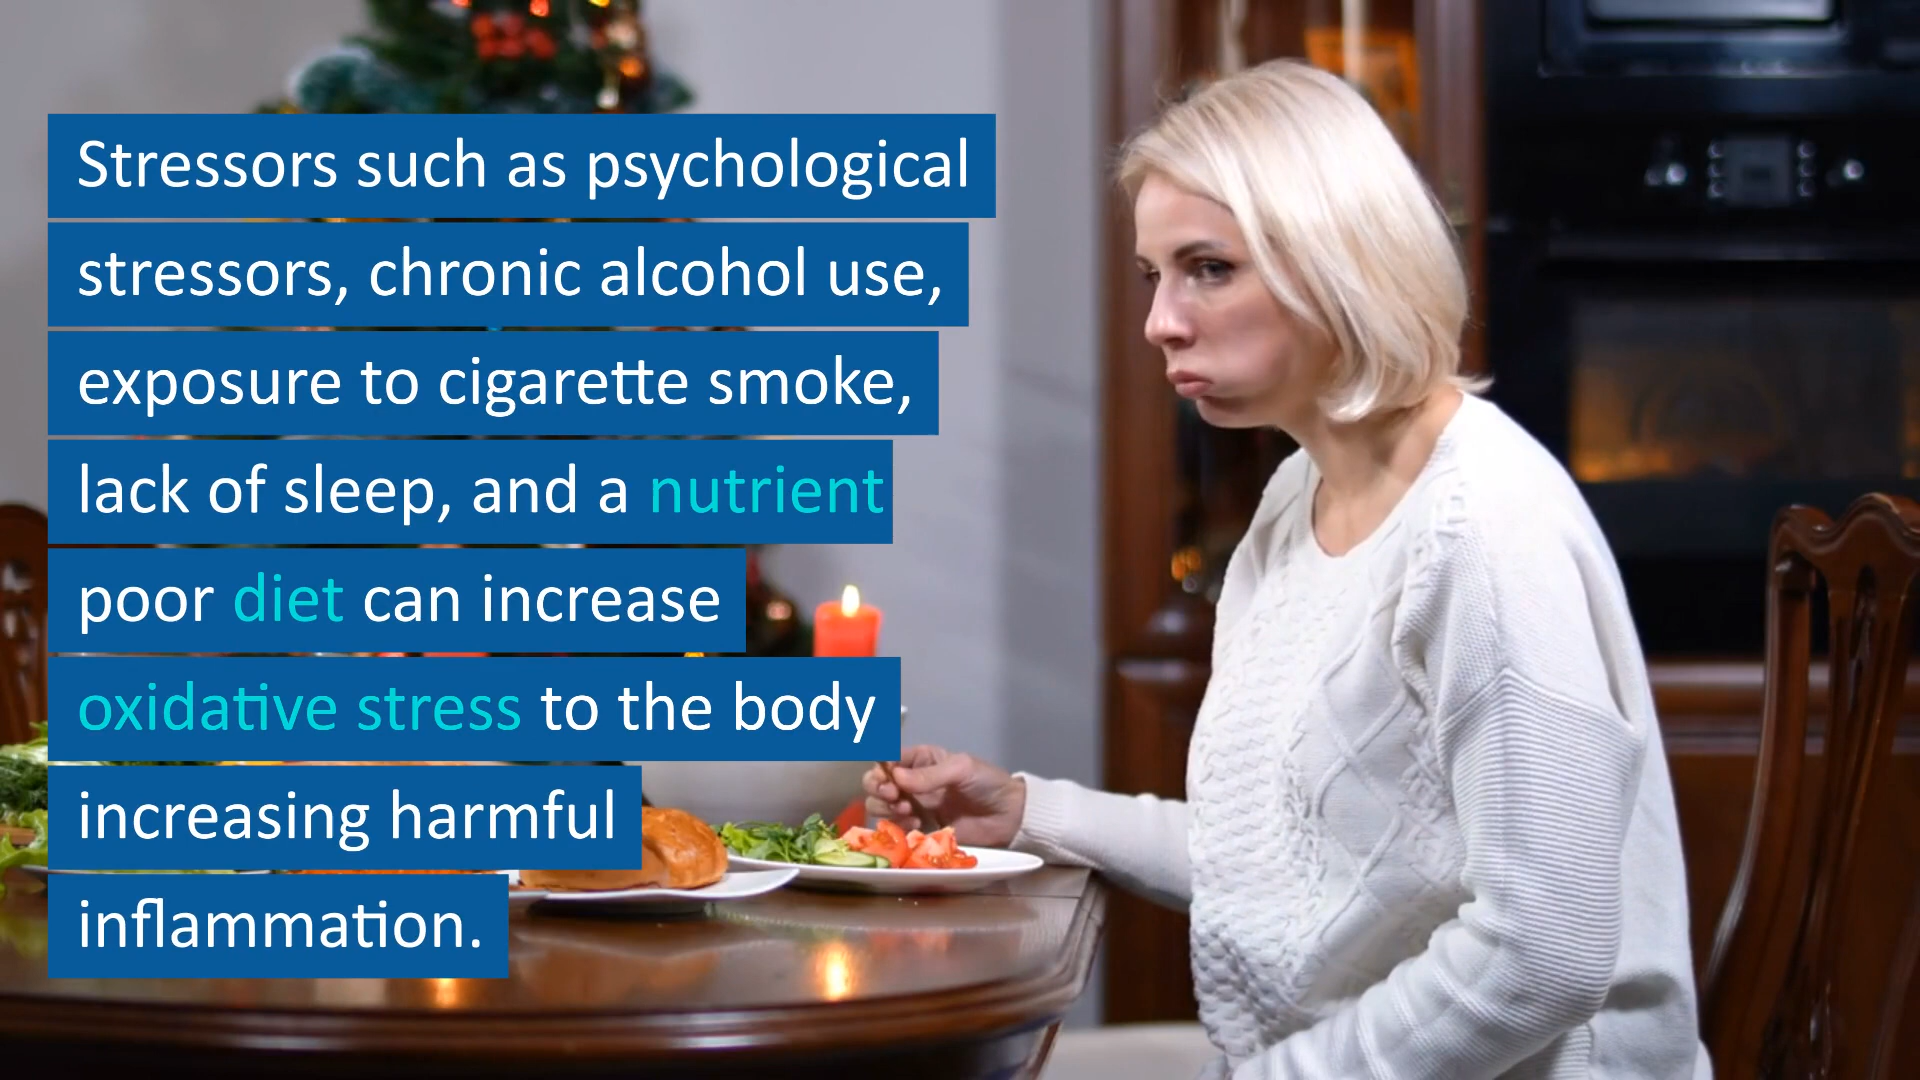 Stressors such as psychological
stressors, chronic alcohol use,
exposure to cigarette smoke,
lack of sleep, and a nutrient
poor diet can increase
oxidative stress to the body
increasing harmful
inflammation.